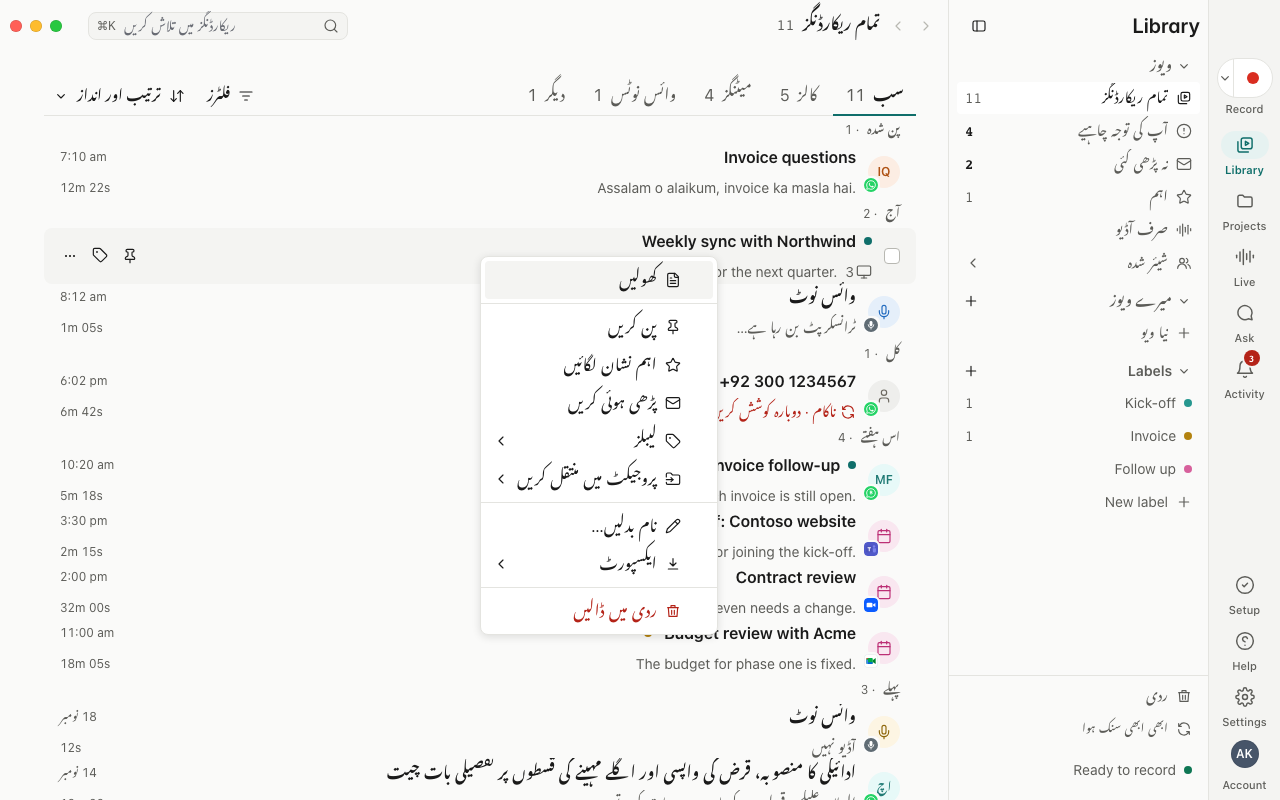 Library
ویوز
تمام ریکارڈنگز 11
آپ کی توجہ چاہیے 4
نہ پڑھی گئی 2
اہم 1
صرف آڈیو
شیئر شدہ
میرے ویوز
نیا ویو
Labels
Kick-off 1
Invoice 1
Follow up
New label
ردی
ابھی ابھی سنک ہوا
Ready to record
Record
Library
Projects
Live
Ask
3
Activity
Setup
Help
Settings
AK
Account
تمام ریکارڈنگز 11
ریکارڈنگز میں تلاش کریں ⌘K
سب 11
کالز 5
میٹنگز 4
وائس نوٹس 1
دیگر 1
فلٹرز
ترتیب اور انداز
پن شدہ · 1
IQ
Invoice questions
7:10 am
Assalam o alaikum, invoice ka masla hai.
12m 22s
آج · 2
Weekly sync with Northwind
or the next quarter. 3
وائس نوٹ
8:12 am
ٹرانسکرپٹ بن رہا ہے...
1m 05s
کل · 1
+92 300 1234567
6:02 pm
ناکام · دوبارہ کوشش کریں
6m 42s
اس ہفتے · 4
MF
nvoice follow-up
10:20 am
h invoice is still open.
5m 18s
f: Contoso website
3:30 pm
or joining the kick-off.
2m 15s
Contract review
2:00 pm
even needs a change.
32m 00s
Budget review with Acme
11:00 am
The budget for phase one is fixed.
18m 05s
پہلے · 3
وائس نوٹ
18 نومبر
آڈیو نہیں
12s
اچ
ادائیگی کا منصوبہ، قرض کی واپسی اور اگلے مہینے کی قسطوں پر تفصیلی بات چیت
14 نومبر
کھولیں
پن کریں
اہم نشان لگائیں
پڑھی ہوئی کریں
لیبلز
پروجیکٹ میں منتقل کریں
نام بدلیں...
ایکسپورٹ
ردی میں ڈالیں